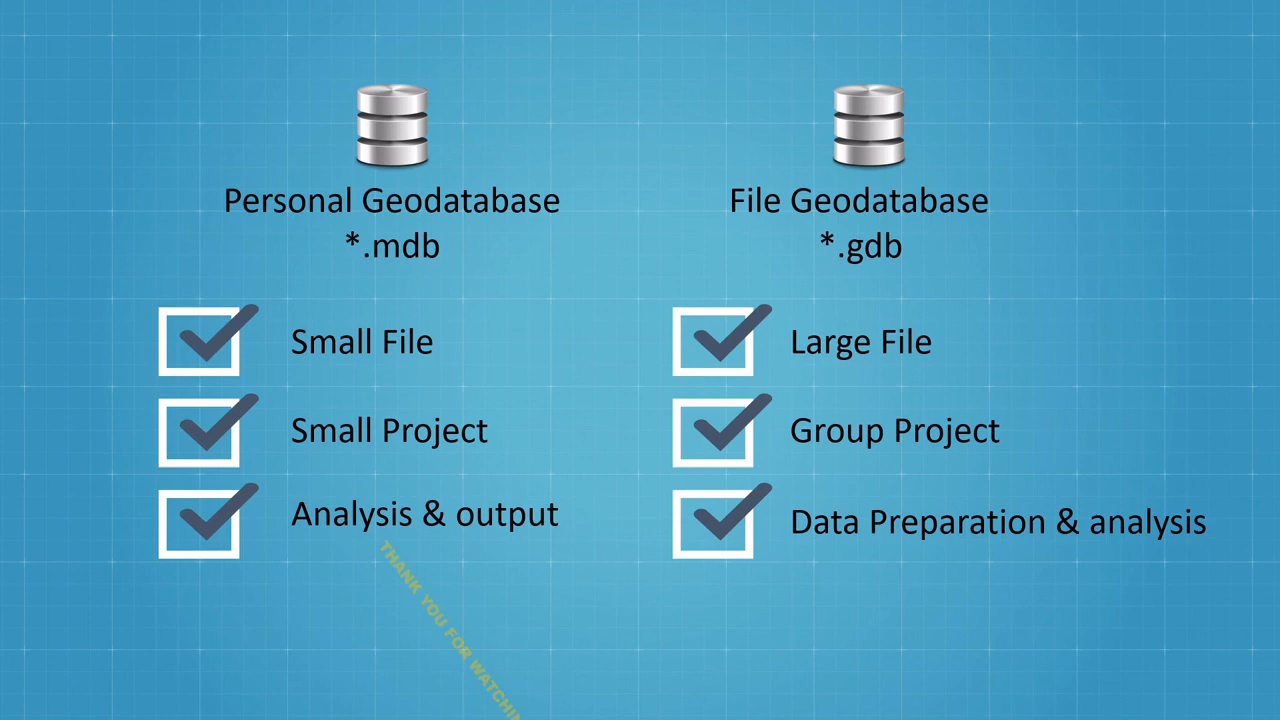 Personal Geodatabase
*.mdb
Small File
Small Project
Analysis & output
File Geodatabase
*.gdb
Large File
Group Project
Data Preparation & analysis
THANK YOU FOR WATCHIN